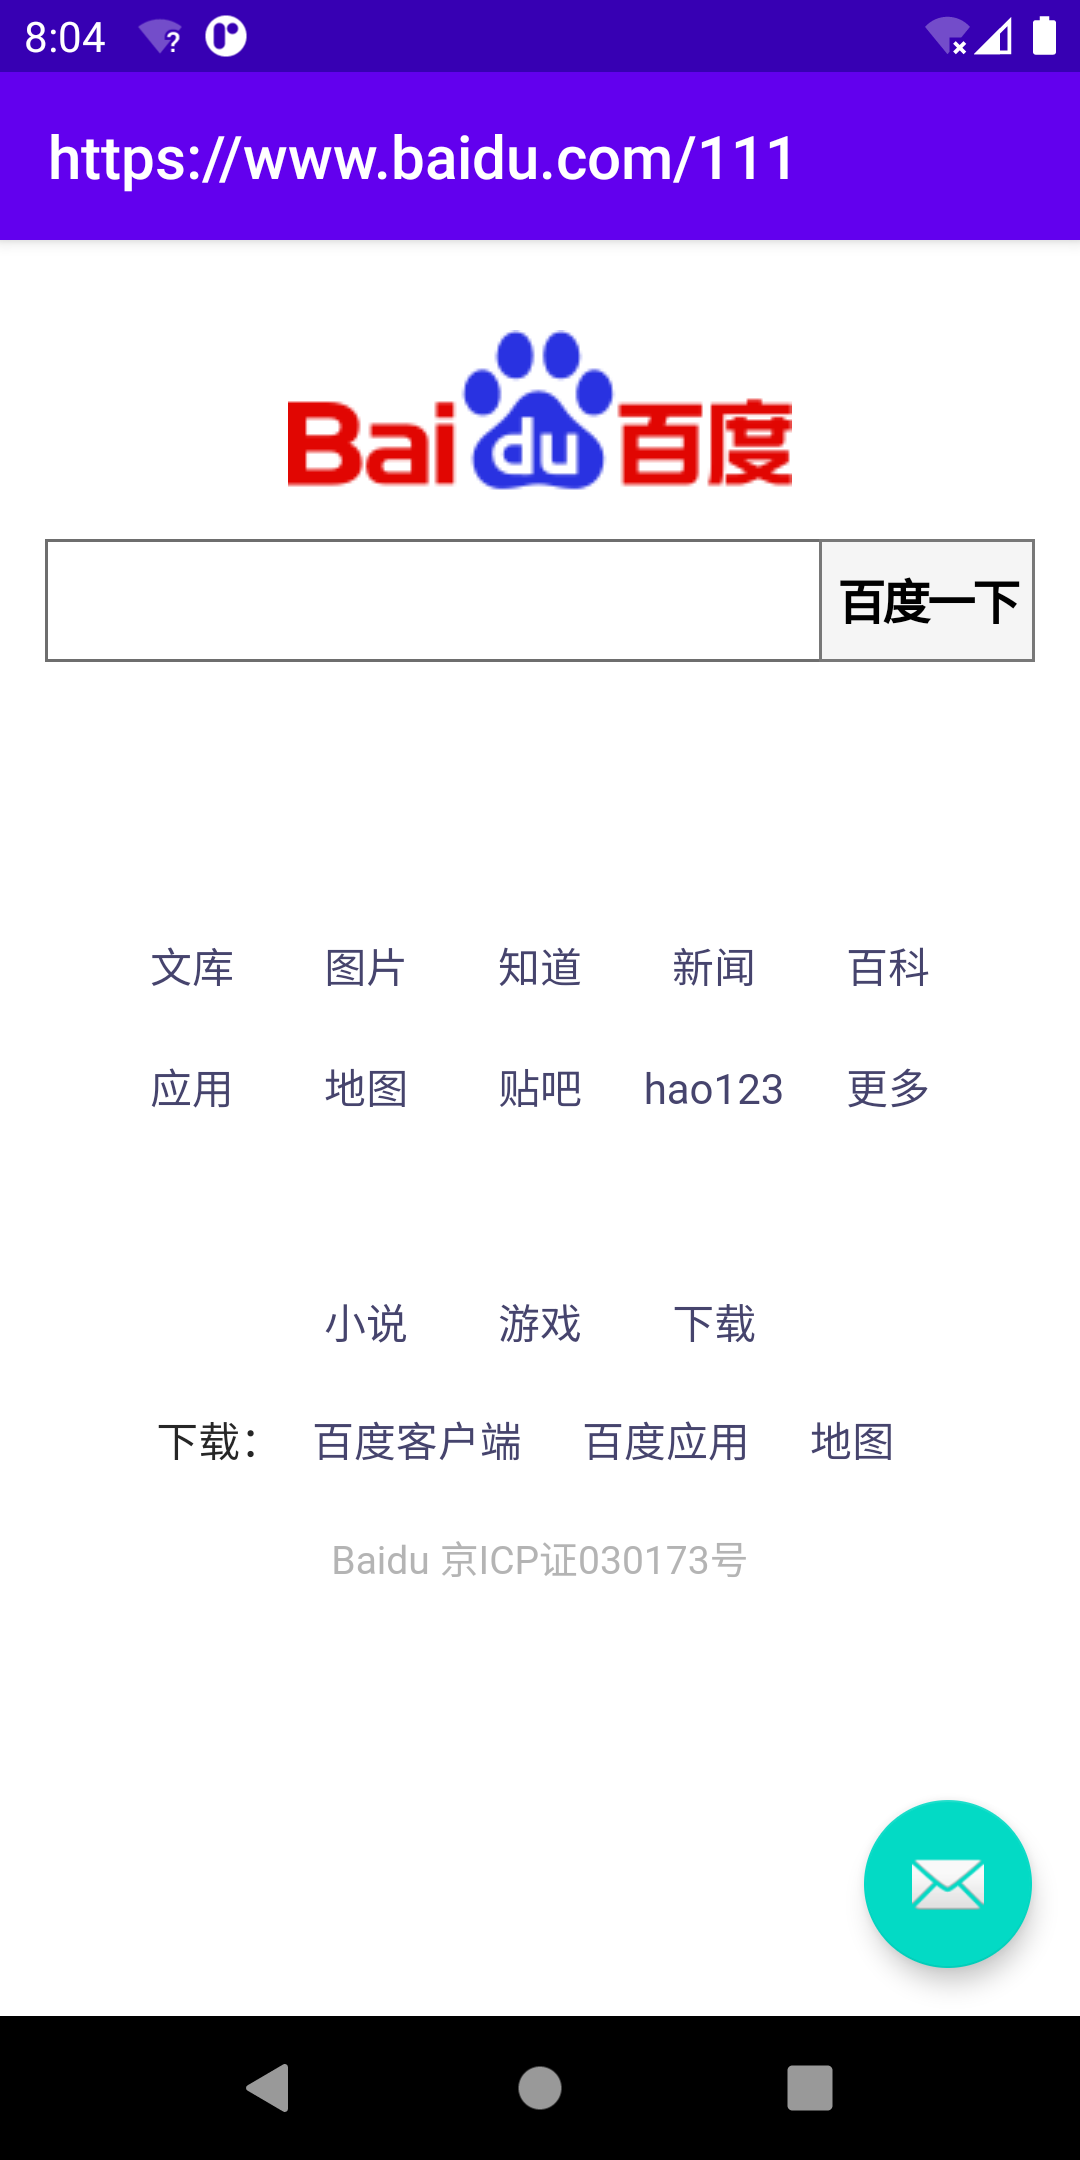 8:04
https://www.baidu.com/111
Bai du 百度
百度一下
文库 图片 知道 新闻 百科
应用 地图 贴吧 hao123 更多
小说 游戏 下载
下载： 百度客户端 百度应用 地图
Baidu 京ICP证030173号